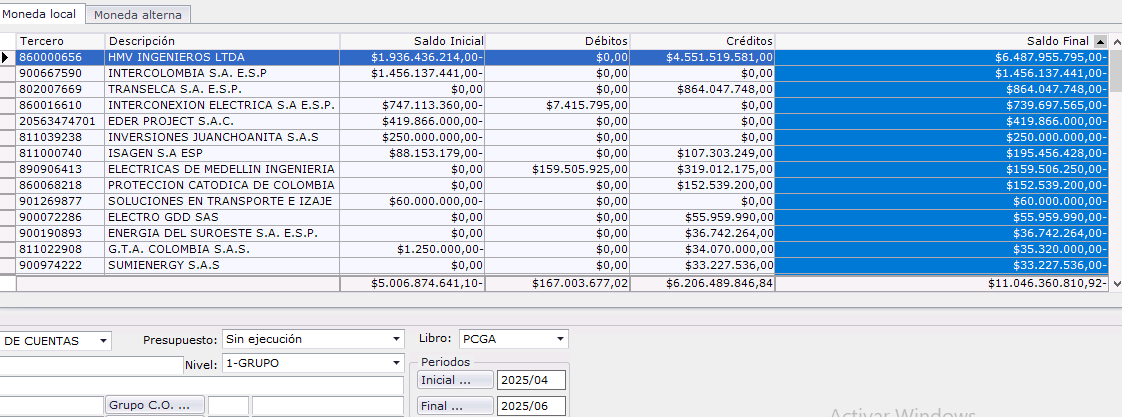 Moneda local Moneda alterna
Tercero Descripción Saldo Inicial Débitos Créditos Saldo Final
860000656 HMV INGENIEROS LTDA $1.936.436.214,00- $0,00 $4.551.519.581,00 $6.487.955.795,00-
900667590 INTERCOLOMBIA S.A. E.S.P $1.456.137.441,00- $0,00 $0,00 $1.456.137.441,00-
802007669 TRANSELCA S.A. E.S.P. $0,00 $0,00 $864.047.748,00 $864.047.748,00-
860016610 INTERCONEXION ELECTRICA S.A E.S.P. $747.113.360,00- $7.415.795,00 $0,00 $739.697.565,00-
20563474701 EDER PROJECT S.A.C. $419.866.000,00- $0,00 $0,00 $419.866.000,00-
811039238 INVERSIONES JUANCHOANITA S.A.S $250.000.000,00- $0,00 $0,00 $250.000.000,00-
811000740 ISAGEN S.A ESP $88.153.179,00- $0,00 $107.303.249,00 $195.456.428,00-
890906413 ELECTRICAS DE MEDELLIN INGENIERIA $0,00 $159.505.925,00 $319.012.175,00 $159.506.250,00-
860068218 PROTECCION CATODICA DE COLOMBIA $0,00 $0,00 $152.539.200,00 $152.539.200,00-
901269877 SOLUCIONES EN TRANSPORTE E IZAJE $60.000.000,00- $0,00 $0,00 $60.000.000,00-
900072286 ELECTRO GDD SAS $0,00 $0,00 $55.959.990,00 $55.959.990,00-
900190893 ENERGIA DEL SUROESTE S.A. E.S.P. $0,00 $0,00 $36.742.264,00 $36.742.264,00-
811022908 G.T.A. COLOMBIA S.A.S. $1.250.000,00- $0,00 $34.070.000,00 $35.320.000,00-
900974222 SUMIENERGY S.A.S $0,00 $0,00 $33.227.536,00 $33.227.536,00-
$5.006.874.641,10- $167.003.677,02 $6.206.489.846,84 $11.046.360.810,92-
DE CUENTAS Presupuesto: Sin ejecución Libro: PCGA
Nivel: 1-GRUPO Periodos
Inicial ... 2025/04
Grupo C.O. ... Final ... 2025/06
Activar Windows